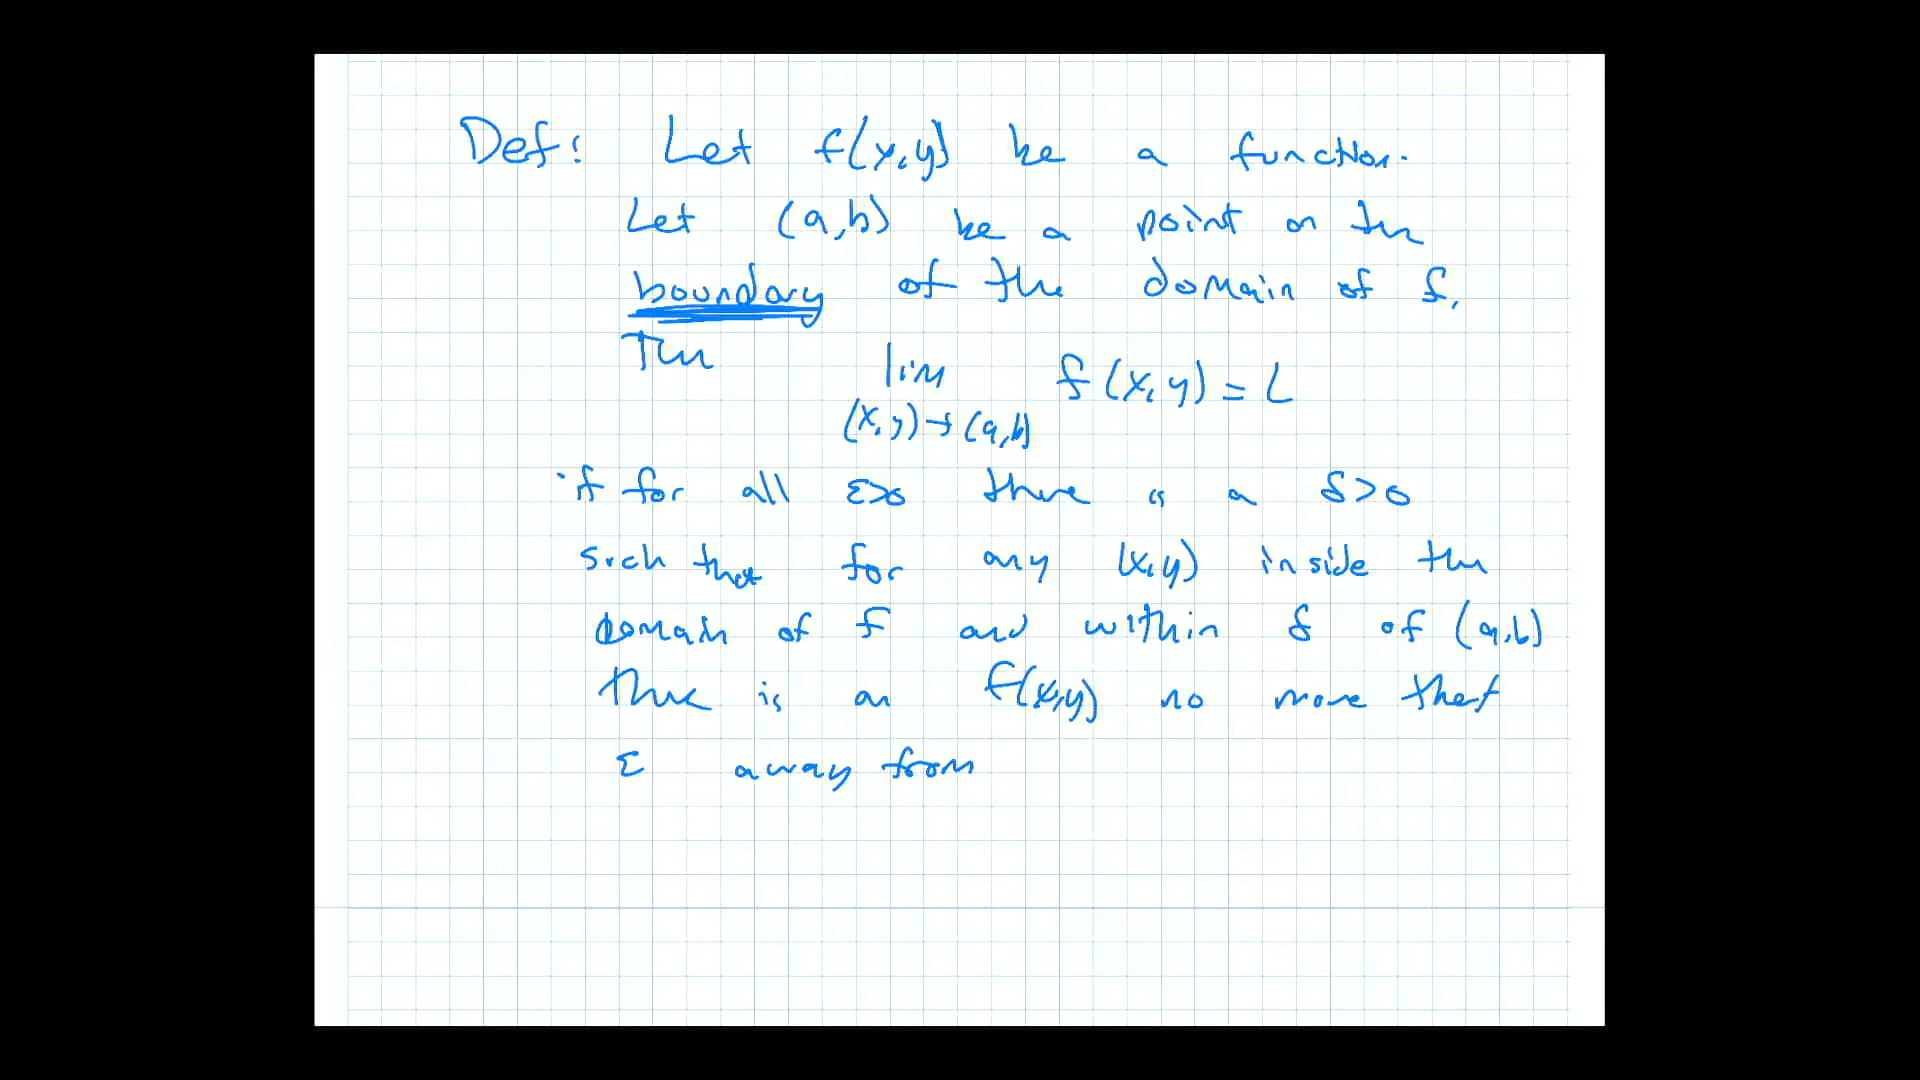 Def: Let f(x,y) be a function.
Let (a,b) be a point on the
boundary of the domain of f.
Then lim f(x,y) = L
(x,y)→(a,b)
if for all ε>0 there is a δ>0
such that for any (x,y) inside the
domain of f and within δ of (a,b)
there is an f(x,y) no more that
ε away from